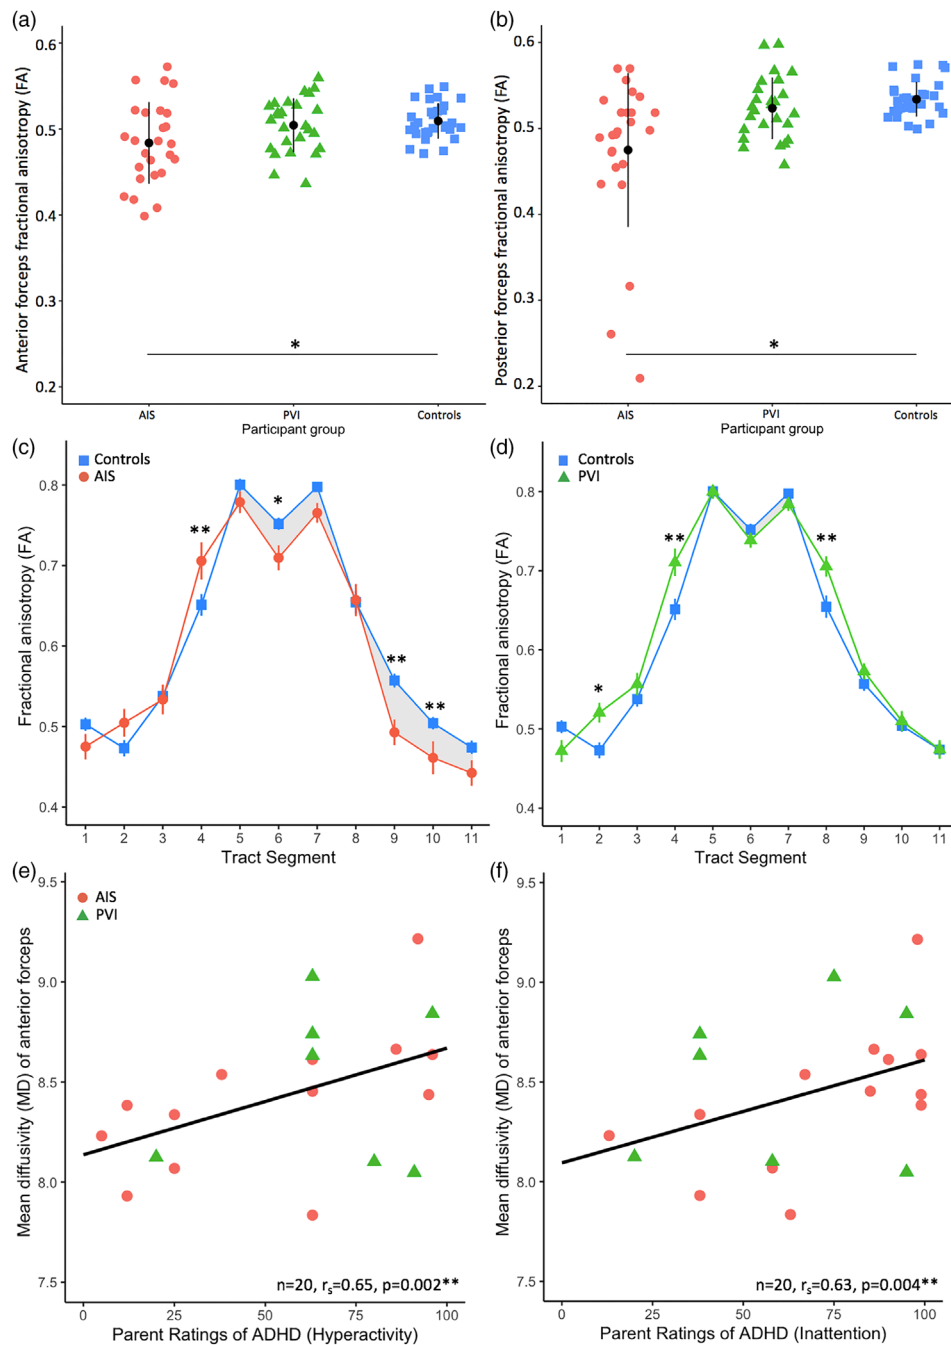 (a)
Anterior forceps fractional anisotropy (FA)
0.6
0.5
0.4
0.3
0.2
*
AIS PVI Controls
Participant group
(b)
Posterior forceps fractional anisotropy (FA)
0.6
0.5
0.4
0.3
0.2
*
AIS PVI Controls
Participant group
(c)
Fractional anisotropy (FA)
Controls
AIS
0.8
0.7
0.6
0.5
0.4
**
*
**
**
1 2 3 4 5 6 7 8 9 10 11
Tract Segment
(d)
Fractional anisotropy (FA)
Controls
PVI
0.8
0.7
0.6
0.5
0.4
*
**
**
1 2 3 4 5 6 7 8 9 10 11
Tract Segment
(e)
Mean diffusivity (MD) of anterior forceps
AIS
PVI
9.5
9.0
8.5
8.0
7.5
n=20, rs=0.65, p=0.002**
0 25 50 75 100
Parent Ratings of ADHD (Hyperactivity)
(f)
Mean diffusivity (MD) of anterior forceps
9.5
9.0
8.5
8.0
7.5
n=20, rs=0.63, p=0.004**
0 25 50 75 100
Parent Ratings of ADHD (Inattention)